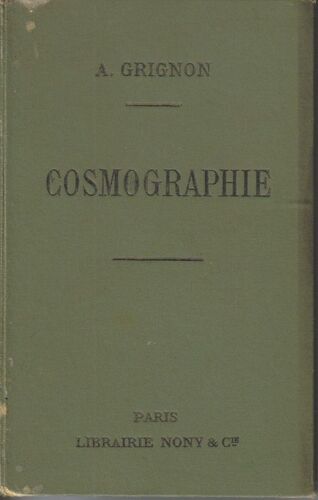 A. GRIGNON
COSMOGRAPHIE
PARIS
LIBRAIRIE NONY & Cie